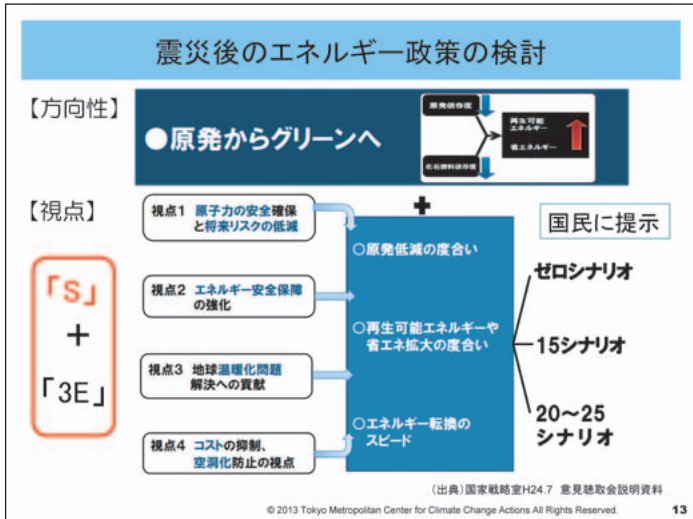 震災後のエネルギー政策の検討
【方向性】
●原発からグリーンへ
原発依存度
化石燃料依存度
再生可能
エネルギー
省エネルギー
【視点】
「S」
+
「3E」
視点1 原子力の安全確保
と将来リスクの低減
視点2 エネルギー安全保障
の強化
視点3 地球温暖化問題
解決への貢献
視点4 コストの抑制、
空洞化防止の視点
+
○原発低減の度合い
○再生可能エネルギーや
省エネ拡大の度合い
○エネルギー転換の
スピード
国民に提示
ゼロシナリオ
15シナリオ
20~25
シナリオ
(出典)国家戦略室H24.7 意見聴取会説明資料
© 2013 Tokyo Metropolitan Center for Climate Change Actions All Rights Reserved.
13